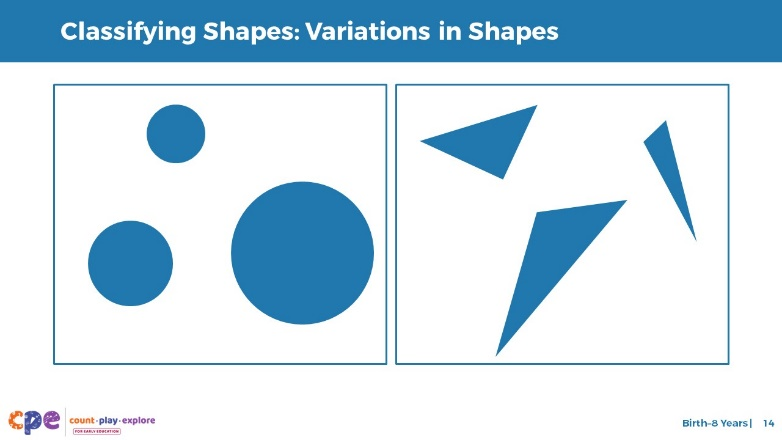 Classifying Shapes: Variations in Shapes
cpe
count·play·explore
FOR EARLY EDUCATION
Birth-8 Years| 14